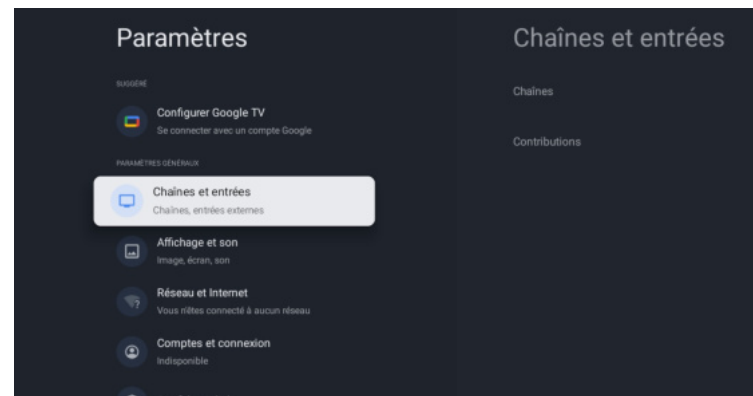 Paramètres
SUGGÉRÉ
Configurer Google TV
Se connecter avec un compte Google
PARAMÈTRES GÉNÉRAUX
Chaînes et entrées
Chaînes, entrées externes
Affichage et son
Image, écran, son
Réseau et Internet
Vous n'êtes connecté à aucun réseau
Comptes et connexion
Indisponible
Chaînes et entrées
Chaînes
Contributions